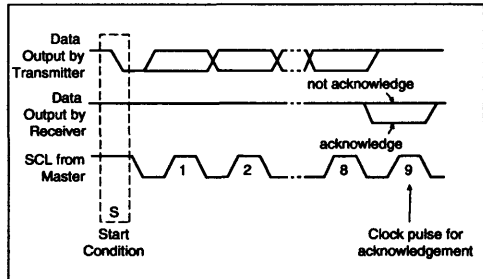 Data
Output by
Transmitter
not acknowledge
Data
Output by
Receiver
acknowledge
SCL from
Master
1
2
8
9
S
Start
Condition
Clock pulse for
acknowledgement